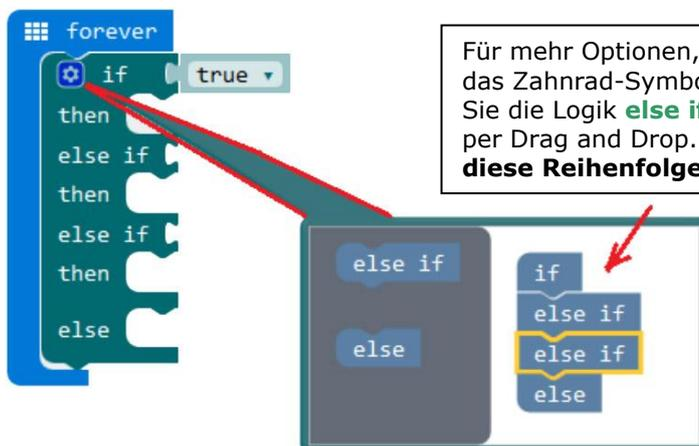 forever
if true
then
else if
then
else if
then
else
Für mehr Optionen,
das Zahnrad-Symbo
Sie die Logik else i
per Drag and Drop.
diese Reihenfolge
else if
else
if
else if
else if
else